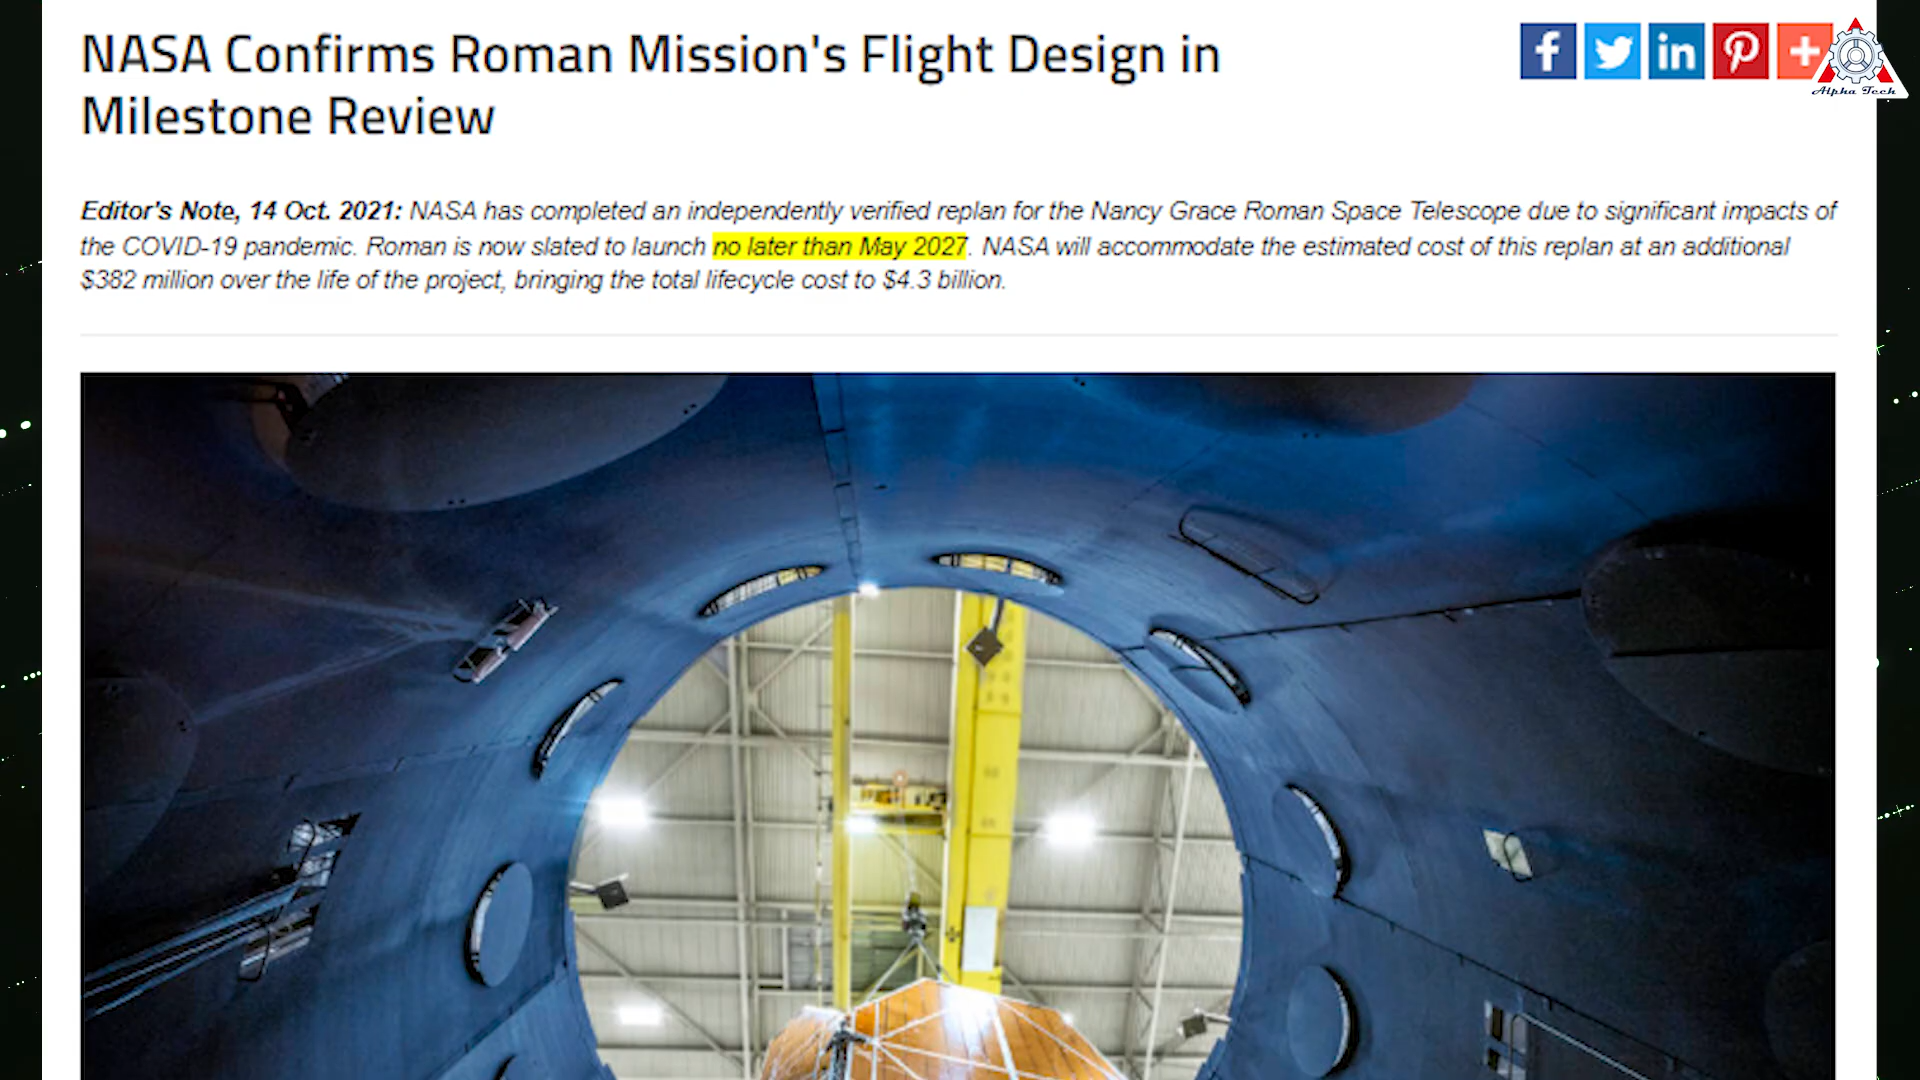 NASA Confirms Roman Mission's Flight Design in
Milestone Review
Editor's Note, 14 Oct. 2021: NASA has completed an independently verified replan for the Nancy Grace Roman Space Telescope due to significant impacts of
the COVID-19 pandemic. Roman is now slated to launch no later than May 2027. NASA will accommodate the estimated cost of this replan at an additional
$382 million over the life of the project, bringing the total lifecycle cost to $4.3 billion.
Alpha Tech